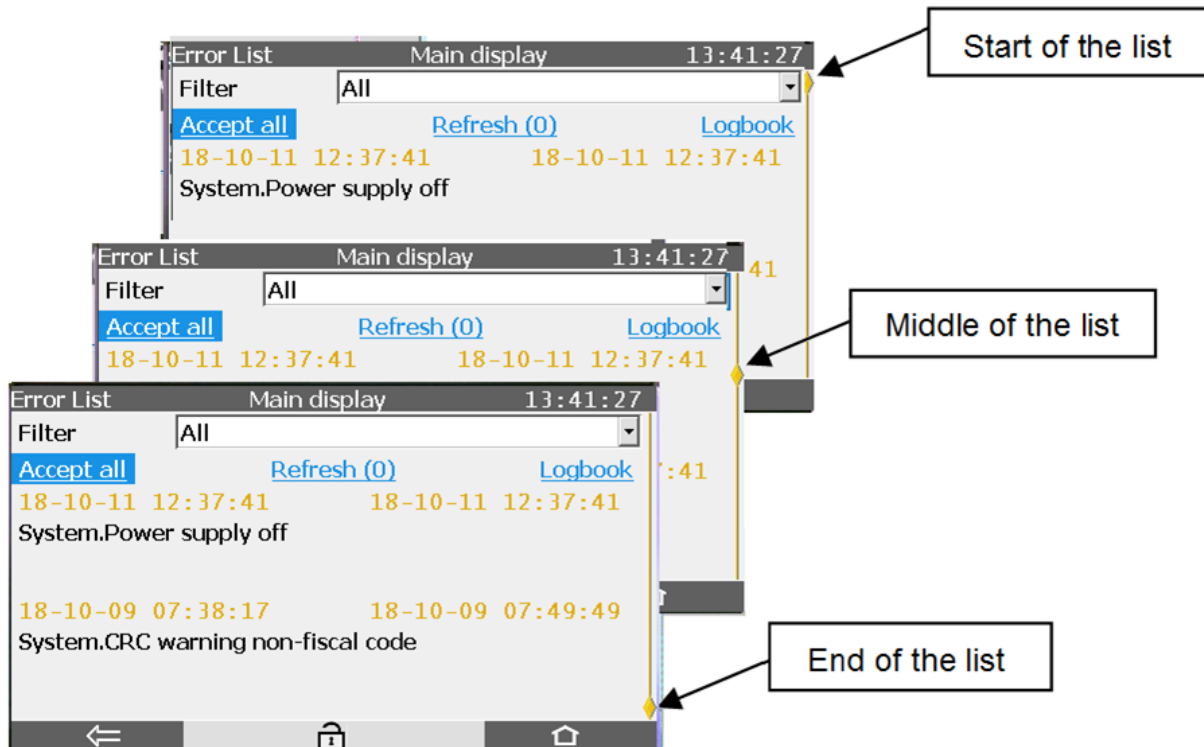 Start of the list
Error List Main display 13:41:27
Filter All
Accept all Refresh (0) Logbook
18-10-11 12:37:41 18-10-11 12:37:41
System.Power supply off
41
Error List Main display 13:41:27
Filter All
Accept all Refresh (0) Logbook
18-10-11 12:37:41 18-10-11 12:37:41
Middle of the list
:41
Error List Main display 13:41:27
Filter All
Accept all Refresh (0) Logbook
18-10-11 12:37:41 18-10-11 12:37:41
System.Power supply off
18-10-09 07:38:17 18-10-09 07:49:49
System.CRC warning non-fiscal code
End of the list